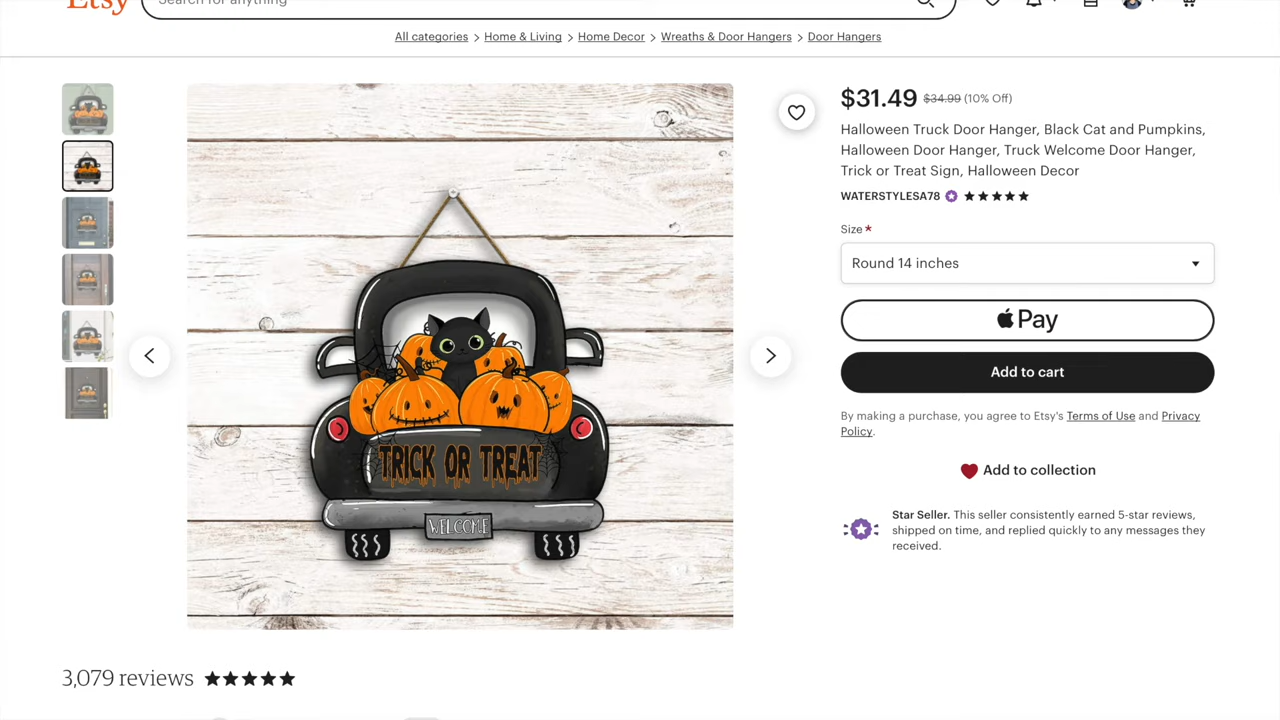 Etsy
Search for anything
All categories > Home & Living > Home Decor > Wreaths & Door Hangers > Door Hangers
$31.49 $34.99 (10% Off)
Halloween Truck Door Hanger, Black Cat and Pumpkins,
Halloween Door Hanger, Truck Welcome Door Hanger,
Trick or Treat Sign, Halloween Decor
WATERSTYLESA78
Size *
Round 14 inches
Pay
Add to cart
By making a purchase, you agree to Etsy's Terms of Use and Privacy
Policy.
Add to collection
Star Seller. This seller consistently earned 5-star reviews,
shipped on time, and replied quickly to any messages they
received.
TRICK OR TREAT
WELCOME
3,079 reviews